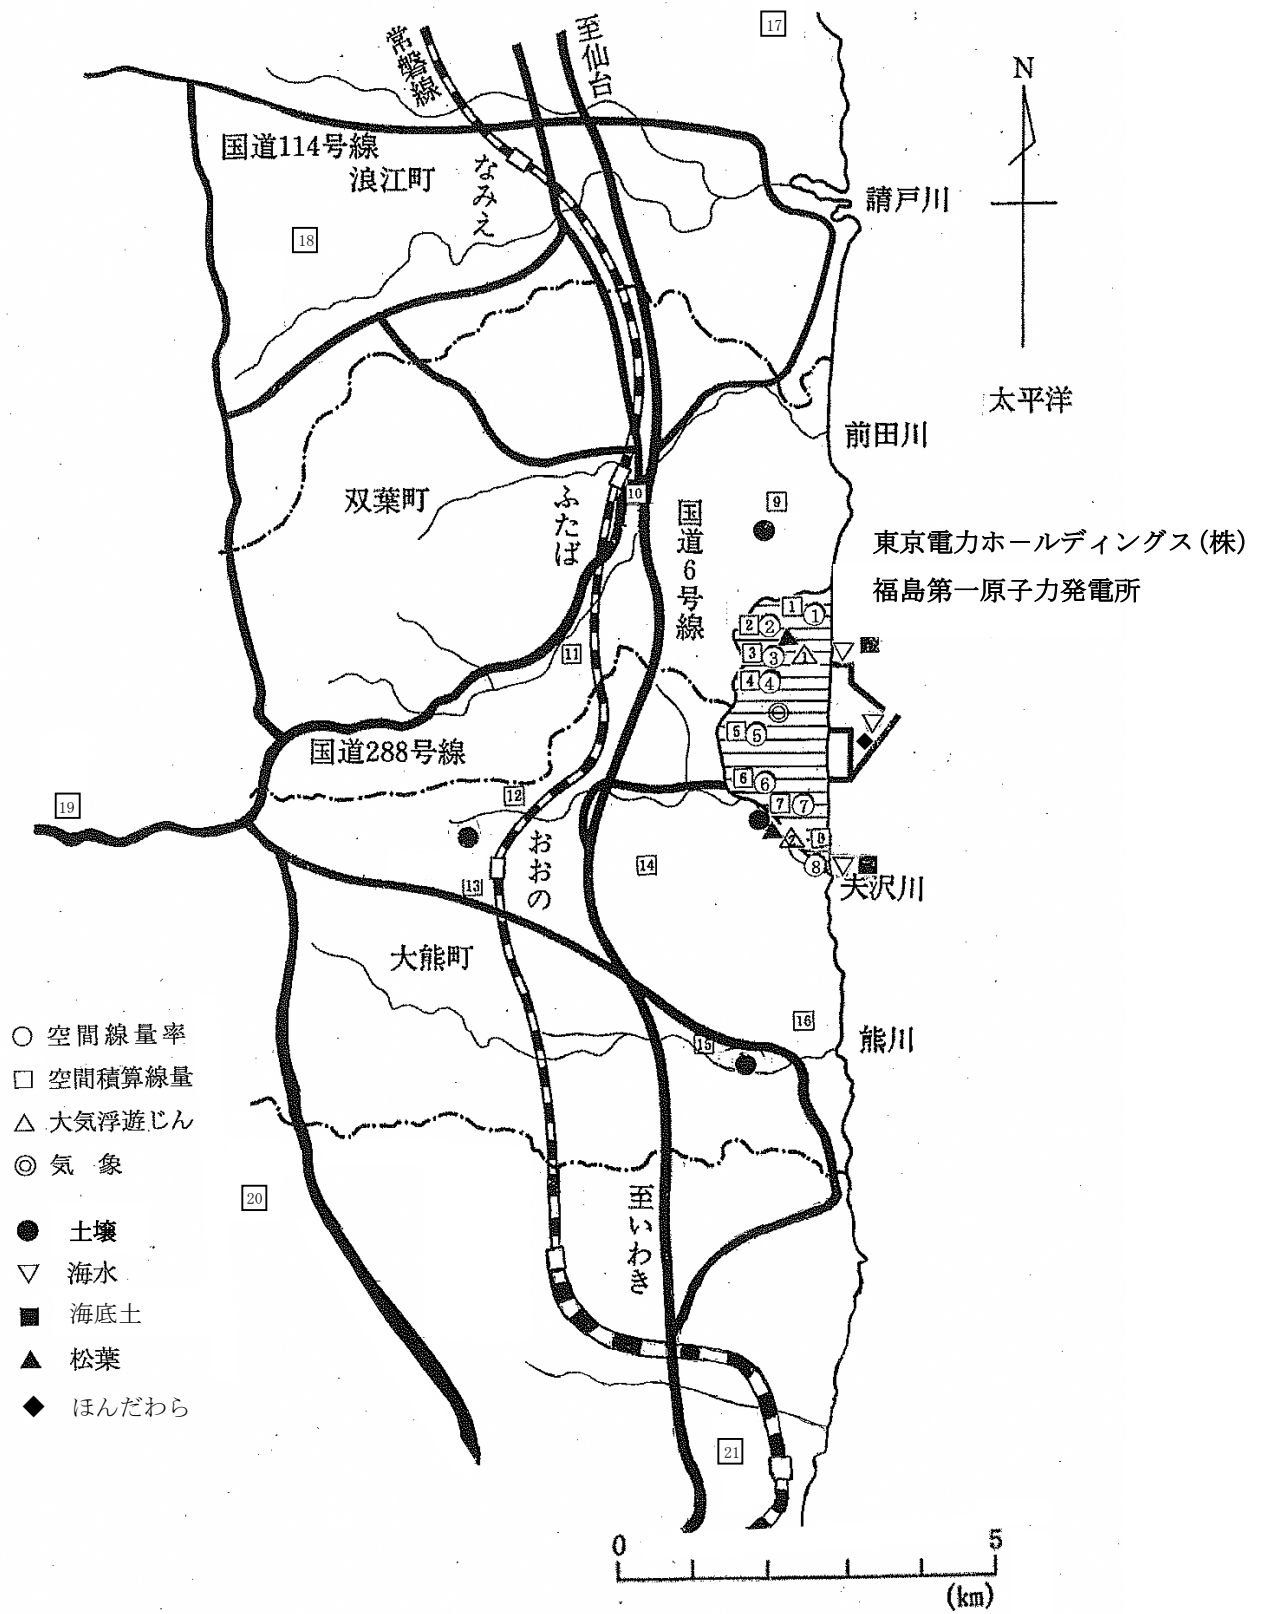 17
常磐線
至仙台
N
国道114号線
浪江町
なみえ
請戸川
18
太平洋
前田川
双葉町
ふたば
10
9
国道6号線
東京電力ホールディングス(株)
福島第一原子力発電所
1 ①
2 ②
3 ③ 1
4 ④
5 ⑤
6 ⑥
7 ⑦
2 8
⑧
11
国道288号線
19
12
おおの
13
14
夫沢川
大熊町
16
15
熊川
○ 空間線量率
□ 空間積算線量
△ 大気浮遊じん
◎ 気 象
● 土壌
▽ 海水
■ 海底土
▲ 松葉
◆ ほんだわら
20
至いわき
21
0 5
(km)